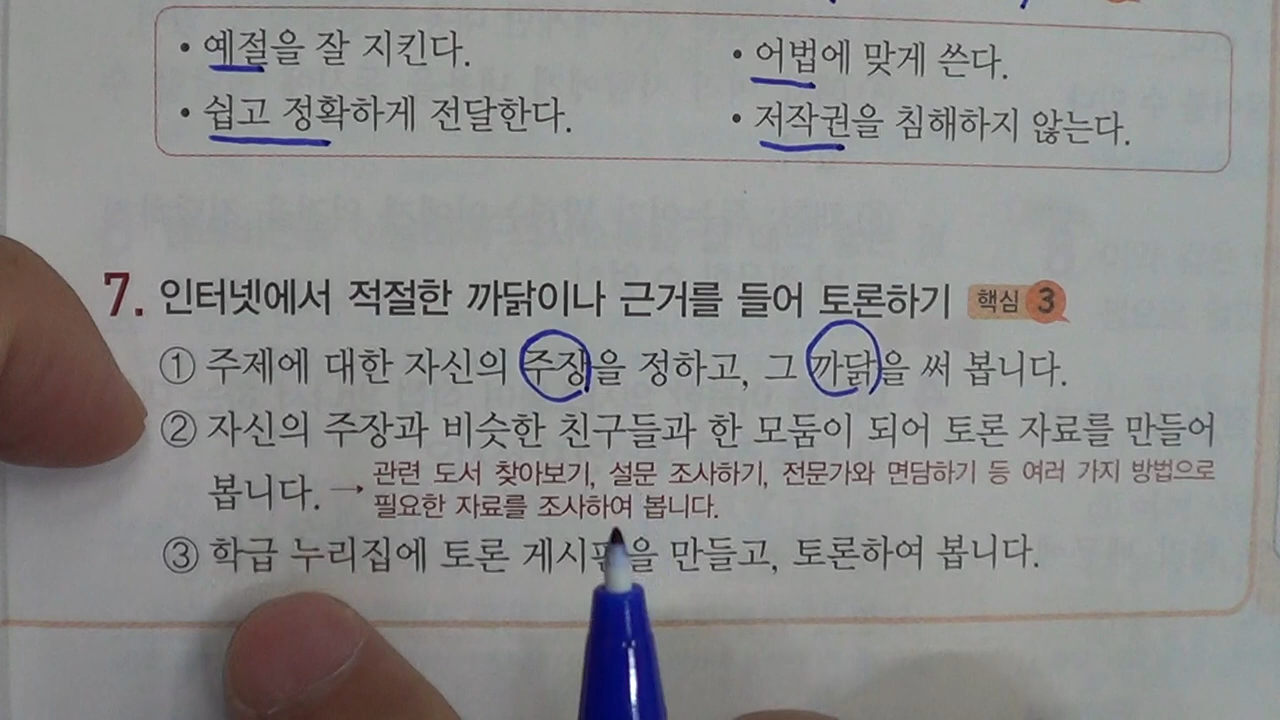 • 예절을 잘 지킨다. • 어법에 맞게 쓴다.
• 쉽고 정확하게 전달한다. • 저작권을 침해하지 않는다.
7. 인터넷에서 적절한 까닭이나 근거를 들어 토론하기 핵심 3
① 주제에 대한 자신의 주장을 정하고, 그 까닭을 써 봅니다.
② 자신의 주장과 비슷한 친구들과 한 모둠이 되어 토론 자료를 만들어
봅니다. → 관련 도서 찾아보기, 설문 조사하기, 전문가와 면담하기 등 여러 가지 방법으로
필요한 자료를 조사하여 봅니다.
③ 학급 누리집에 토론 게시판을 만들고, 토론하여 봅니다.